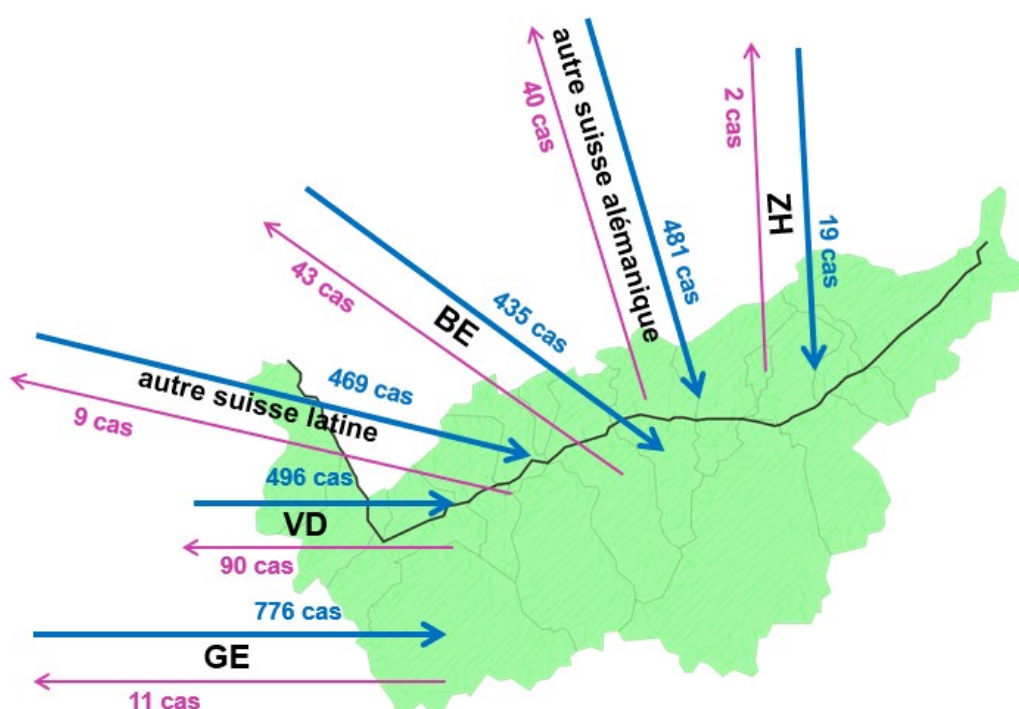 autre suisse alémanique
40 cas
481 cas
2 cas
ZH
19 cas
43 cas
BE
435 cas
469 cas
autre suisse latine
9 cas
496 cas
VD
90 cas
776 cas
GE
11 cas